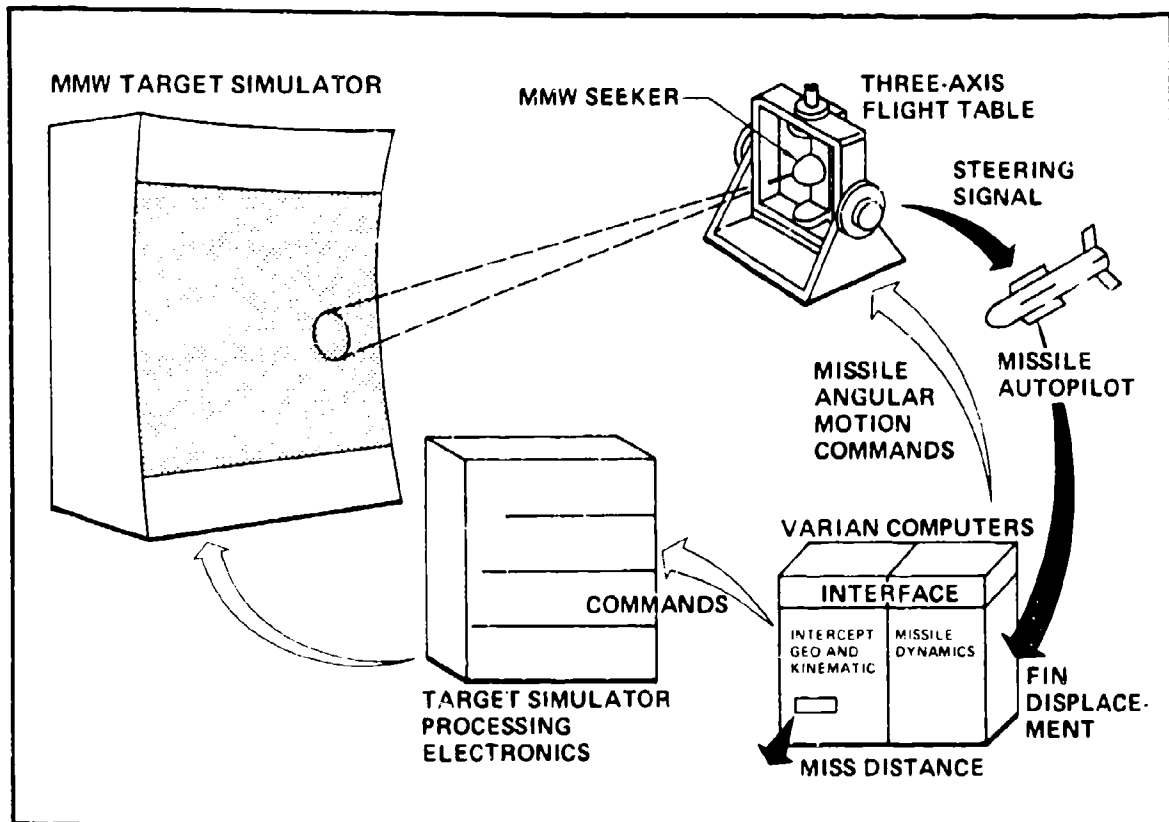 MMW TARGET SIMULATOR
MMW SEEKER
THREE-AXIS
FLIGHT TABLE
STEERING
SIGNAL
MISSILE
ANGULAR
MOTION
COMMANDS
MISSILE
AUTOPILOT
VARIAN COMPUTERS
INTERFACE
COMMANDS
INTERCEPT
GEO AND
KINEMATIC
MISSILE
DYNAMICS
FIN
DISPLACE-
MENT
TARGET SIMULATOR
PROCESSING
ELECTRONICS
MISS DISTANCE